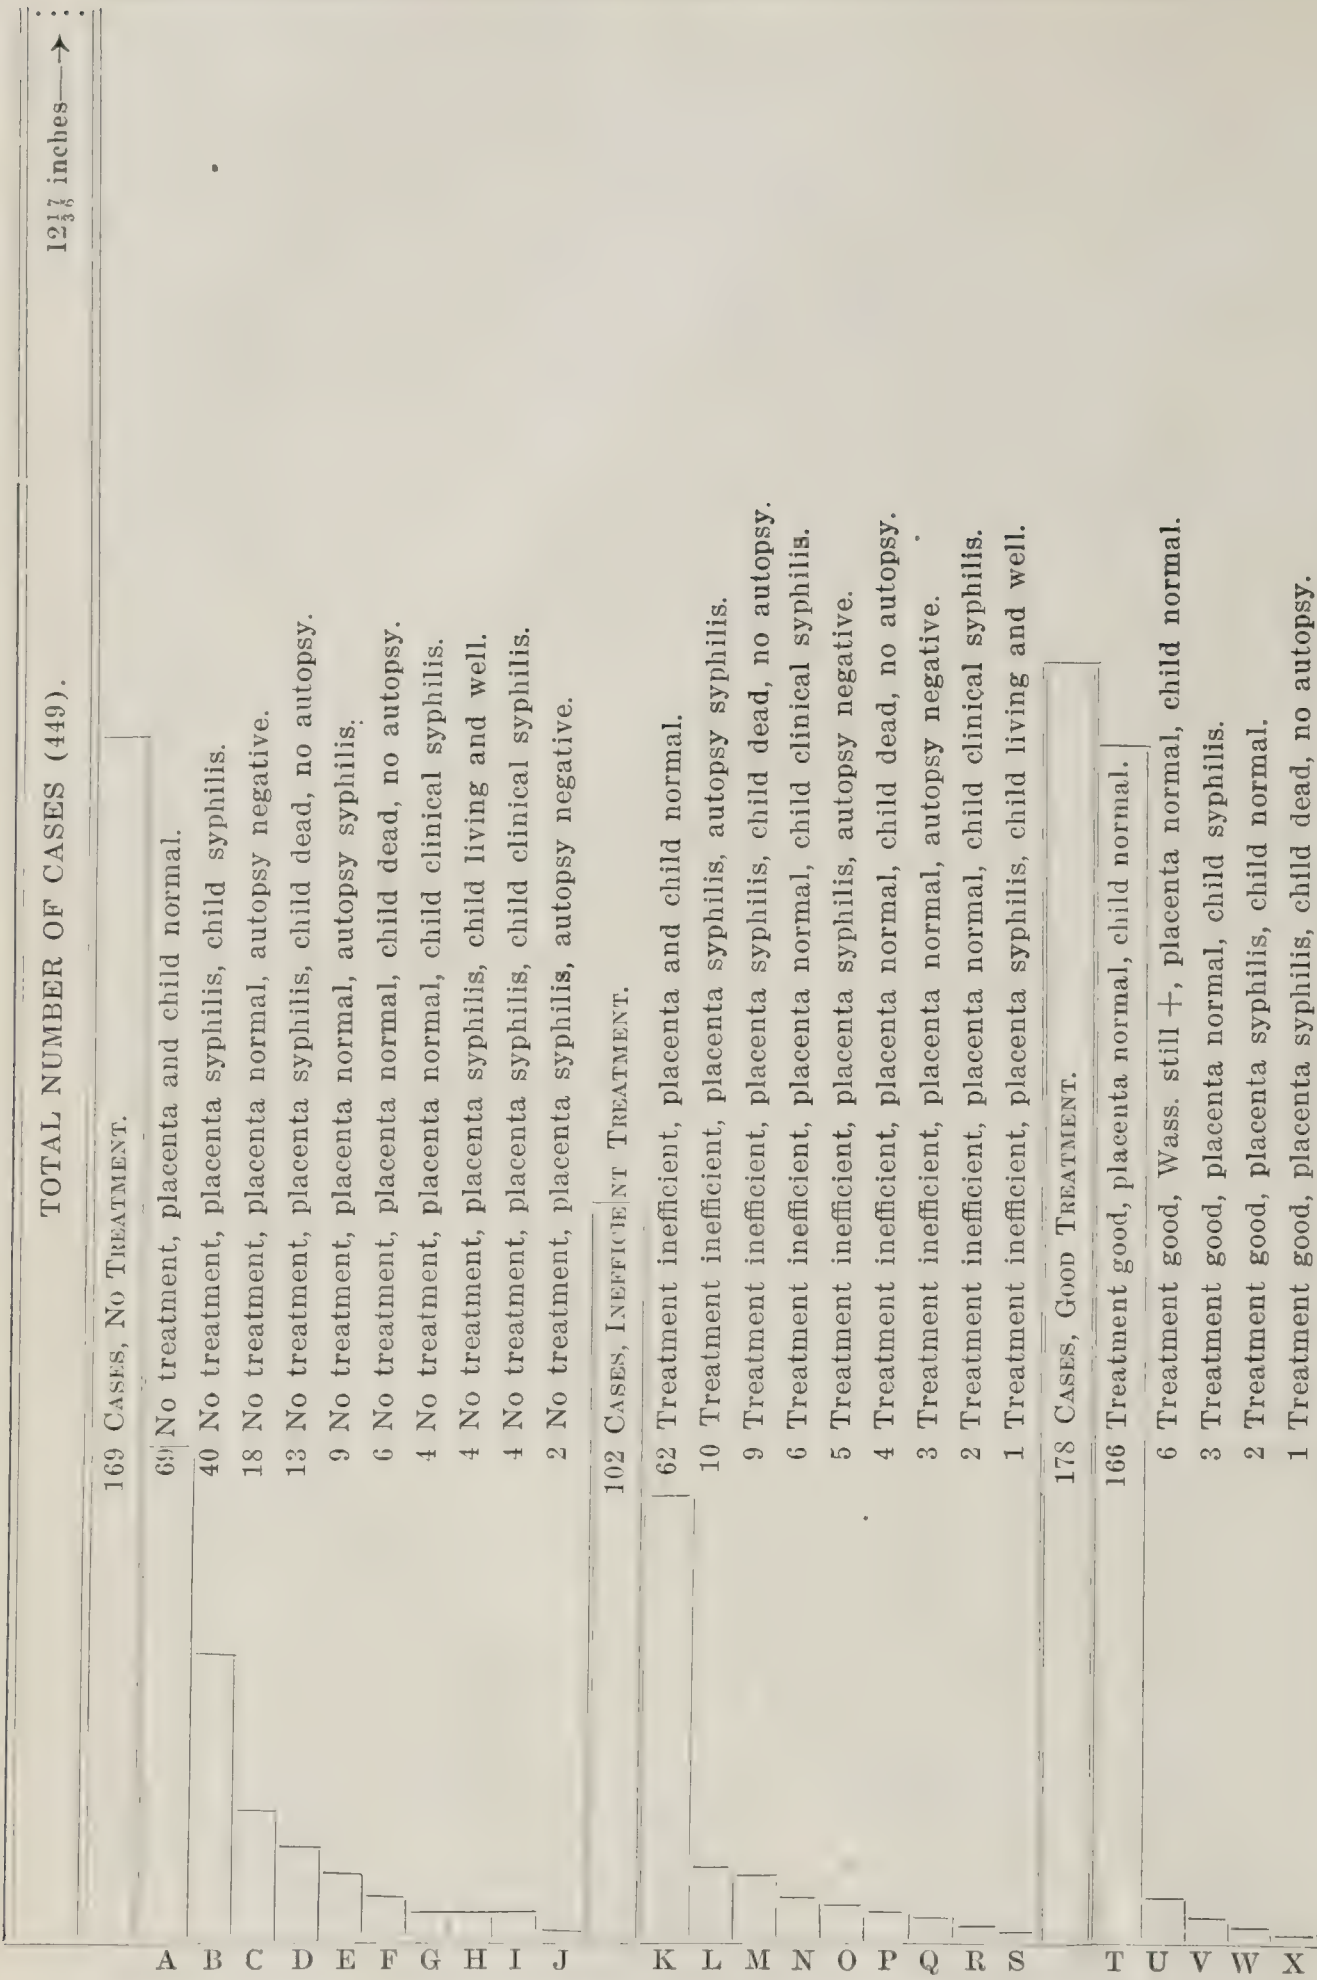 TOTAL NUMBER OF CASES (449).
12 17/36 inches—→
169 CASES, NO TREATMENT.
A 69 No treatment, placenta and child normal.
B 40 No treatment, placenta syphilis, child syphilis.
C 18 No treatment, placenta normal, autopsy negative.
D 13 No treatment, placenta syphilis, child dead, no autopsy.
E 9 No treatment, placenta normal, autopsy syphilis.
F 6 No treatment, placenta normal, child dead, no autopsy.
G 4 No treatment, placenta normal, child clinical syphilis.
H 4 No treatment, placenta syphilis, child living and well.
I 4 No treatment, placenta syphilis, child clinical syphilis.
J 2 No treatment, placenta syphilis, autopsy negative.
102 CASES, INEFFICIENT TREATMENT.
K 62 Treatment inefficient, placenta and child normal.
L 10 Treatment inefficient, placenta syphilis, autopsy syphilis.
M 9 Treatment inefficient, placenta syphilis, child dead, no autopsy.
N 6 Treatment inefficient, placenta normal, child clinical syphilis.
O 5 Treatment inefficient, placenta syphilis, autopsy negative.
P 4 Treatment inefficient, placenta normal, child dead, no autopsy.
Q 3 Treatment inefficient, placenta normal, autopsy negative.
R 2 Treatment inefficient, placenta normal, child clinical syphilis.
S 1 Treatment inefficient, placenta syphilis, child living and well.
178 CASES, GOOD TREATMENT.
T 166 Treatment good, placenta normal, child normal.
U 6 Treatment good, Wass. still +, placenta normal, child normal.
V 3 Treatment good, placenta normal, child syphilis.
W 2 Treatment good, placenta syphilis, child normal.
X 1 Treatment good, placenta syphilis, child dead, no autopsy.